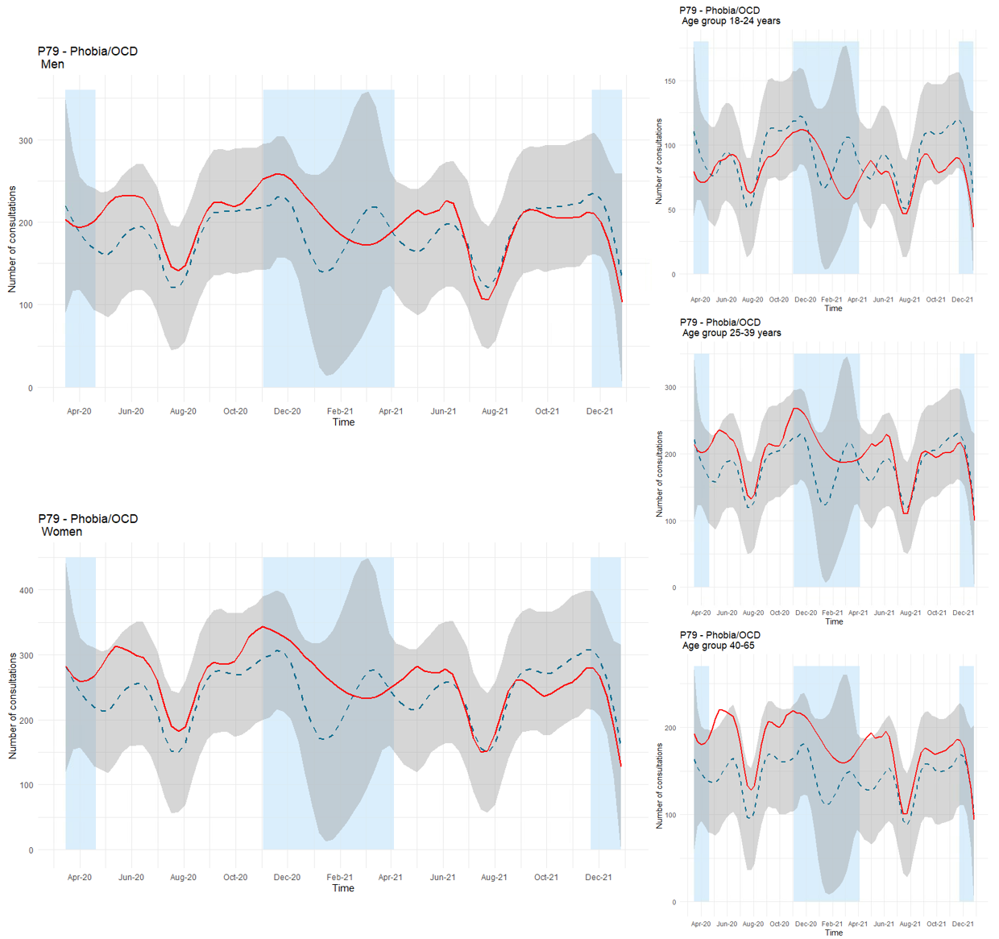 P79 - Phobia/OCD
Men
Number of consultations
300
200
100
0
Apr-20 Jun-20 Aug-20 Oct-20 Dec-20 Feb-21 Apr-21 Jun-21 Aug-21 Oct-21 Dec-21
Time
P79 - Phobia/OCD
Women
Number of consultations
400
300
200
100
0
Apr-20 Jun-20 Aug-20 Oct-20 Dec-20 Feb-21 Apr-21 Jun-21 Aug-21 Oct-21 Dec-21
Time
P79 - Phobia/OCD
Age group 18-24 years
Number of consultations
150
100
50
0
Apr-20 Jun-20 Aug-20 Oct-20 Dec-20 Feb-21 Apr-21 Jun-21 Aug-21 Oct-21 Dec-21
Time
P79 - Phobia/OCD
Age group 25-39 years
Number of consultations
300
200
100
0
Apr-20 Jun-20 Aug-20 Oct-20 Dec-20 Feb-21 Apr-21 Jun-21 Aug-21 Oct-21 Dec-21
Time
P79 - Phobia/OCD
Age group 40-65
Number of consultations
200
100
0
Apr-20 Jun-20 Aug-20 Oct-20 Dec-20 Feb-21 Apr-21 Jun-21 Aug-21 Oct-21 Dec-21
Time